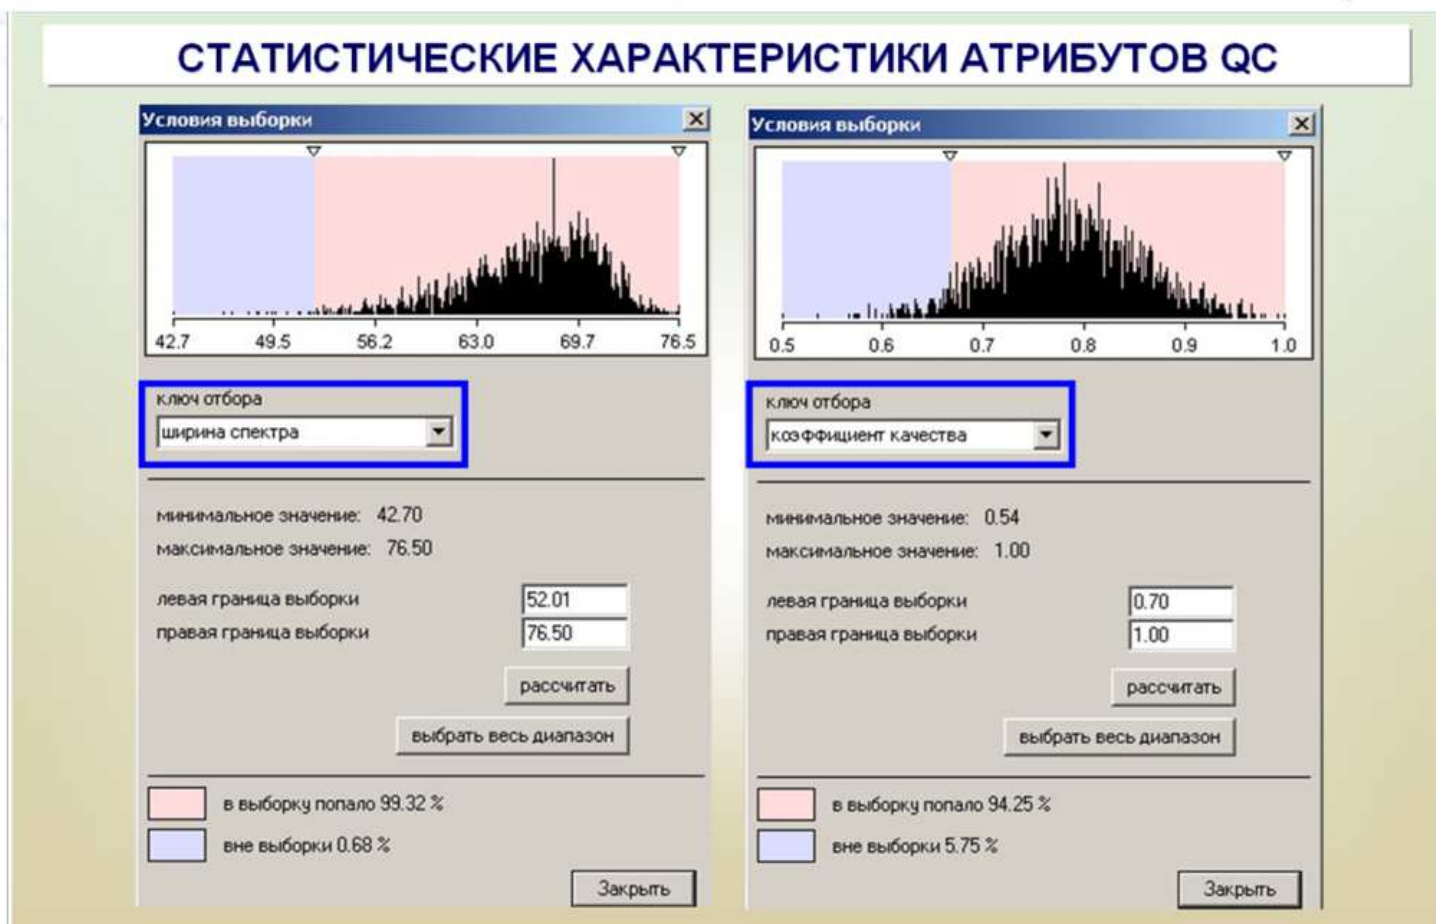 СТАТИСТИЧЕСКИЕ ХАРАКТЕРИСТИКИ АТРИБУТОВ QC
Условия выборки
42.7 49.5 56.2 63.0 69.7 76.5
ключ отбора
ширина спектра
минимальное значение: 42.70
максимальное значение: 76.50
левая граница выборки 52.01
правая граница выборки 76.50
рассчитать
выбрать весь диапазон
в выборку попало 99.32 %
вне выборки 0.68 %
Закрыть
Условия выборки
0.5 0.6 0.7 0.8 0.9 1.0
ключ отбора
коэффициент качества
минимальное значение: 0.54
максимальное значение: 1.00
левая граница выборки 0.70
правая граница выборки 1.00
рассчитать
выбрать весь диапазон
в выборку попало 94.25 %
вне выборки 5.75 %
Закрыть